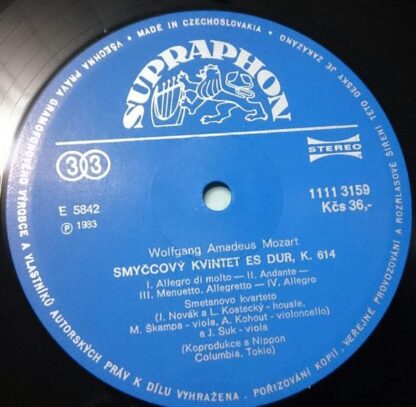 MADE IN CZECHOSLOVAKIA • VŠECHNA PRÁVA GRAMOFONOVÉHO VÝROBCE A VLASTNÍKŮ AUTORSKÝCH PRÁV K DÍLU VYHRAŽENA. POŘIZOVÁNÍ KOPIÍ, VEŘEJNÉ PROVOZOVÁNÍ A ROZHLASOVÉ ŠÍŘENÍ TÉTO DESKY JE ZAKÁZÁNO
SUPRAPHON
33
STEREO
E 5842
1111 3159
Ⓟ 1983
Kčs 36,-
Wolfgang Amadeus Mozart
SMYČCOVÝ KVINTET ES DUR, K. 614
I. Allegro di molto — II. Andante —
III. Menuetto. Allegretto — IV. Allegro
Smetanovo kvarteto
(J. Novák a L. Kostecký - housle,
M. Škampa - viola, A. Kohout - violoncello)
a J. Suk - viola
(Koprodukce a Nippon
Columbia, Tokio)